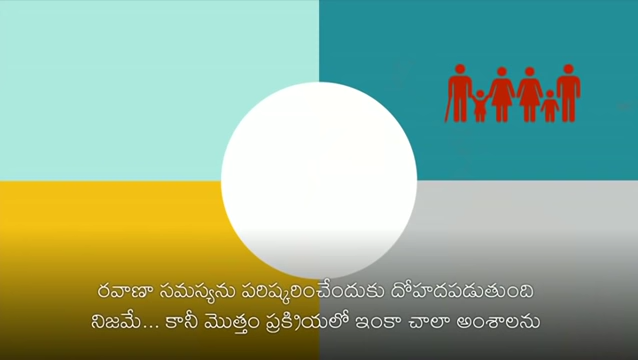 రవాణా సమస్యను పరిష్కరించేందుకు దోహదపడుతుంది
నిజమే... కానీ మొత్తం ప్రక్రియలో ఇంకా చాలా అంశాలను